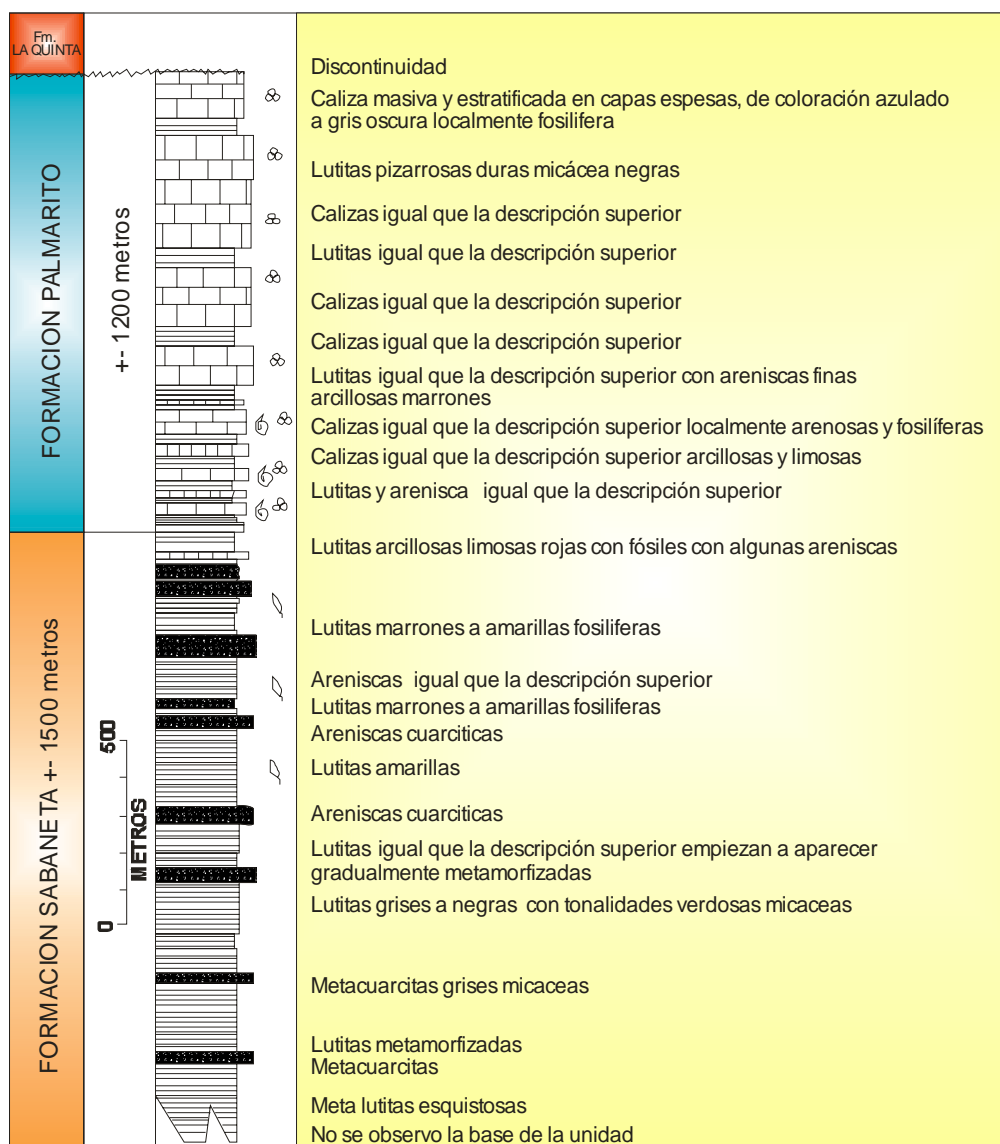 Fm.
LA QUINTA
FORMACION PALMARITO
+- 1200 metros
FORMACION SABANETA +- 1500 metros
500
METROS
0
Discontinuidad
Caliza masiva y estratificada en capas espesas, de coloración azulado
a gris oscura localmente fosilifera
Lutitas pizarrosas duras micácea negras
Calizas igual que la descripción superior
Lutitas igual que la descripción superior
Calizas igual que la descripción superior
Calizas igual que la descripción superior
Lutitas igual que la descripción superior con areniscas finas
arcillosas marrones
Calizas igual que la descripción superior localmente arenosas y fosilíferas
Calizas igual que la descripción superior arcillosas y limosas
Lutitas y arenisca igual que la descripción superior
Lutitas arcillosas limosas rojas con fósiles con algunas areniscas
Lutitas marrones a amarillas fosiliferas
Areniscas igual que la descripción superior
Lutitas marrones a amarillas fosiliferas
Areniscas cuarciticas
Lutitas amarillas
Areniscas cuarciticas
Lutitas igual que la descripción superior empiezan a aparecer
gradualmente metamorfizadas
Lutitas grises a negras con tonalidades verdosas micaceas
Metacuarcitas grises micaceas
Lutitas metamorfizadas
Metacuarcitas
Meta lutitas esquistosas
No se observo la base de la unidad